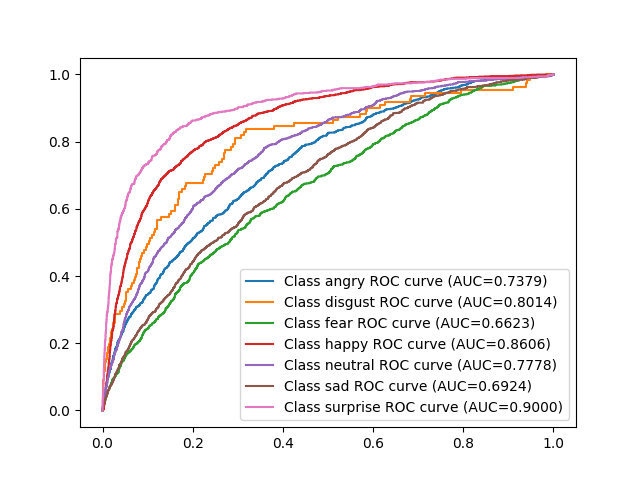 1.0
0.8
0.6
0.4
0.2
0.0
0.0 0.2 0.4 0.6 0.8 1.0
Class angry ROC curve (AUC=0.7379)
Class disgust ROC curve (AUC=0.8014)
Class fear ROC curve (AUC=0.6623)
Class happy ROC curve (AUC=0.8606)
Class neutral ROC curve (AUC=0.7778)
Class sad ROC curve (AUC=0.6924)
Class surprise ROC curve (AUC=0.9000)